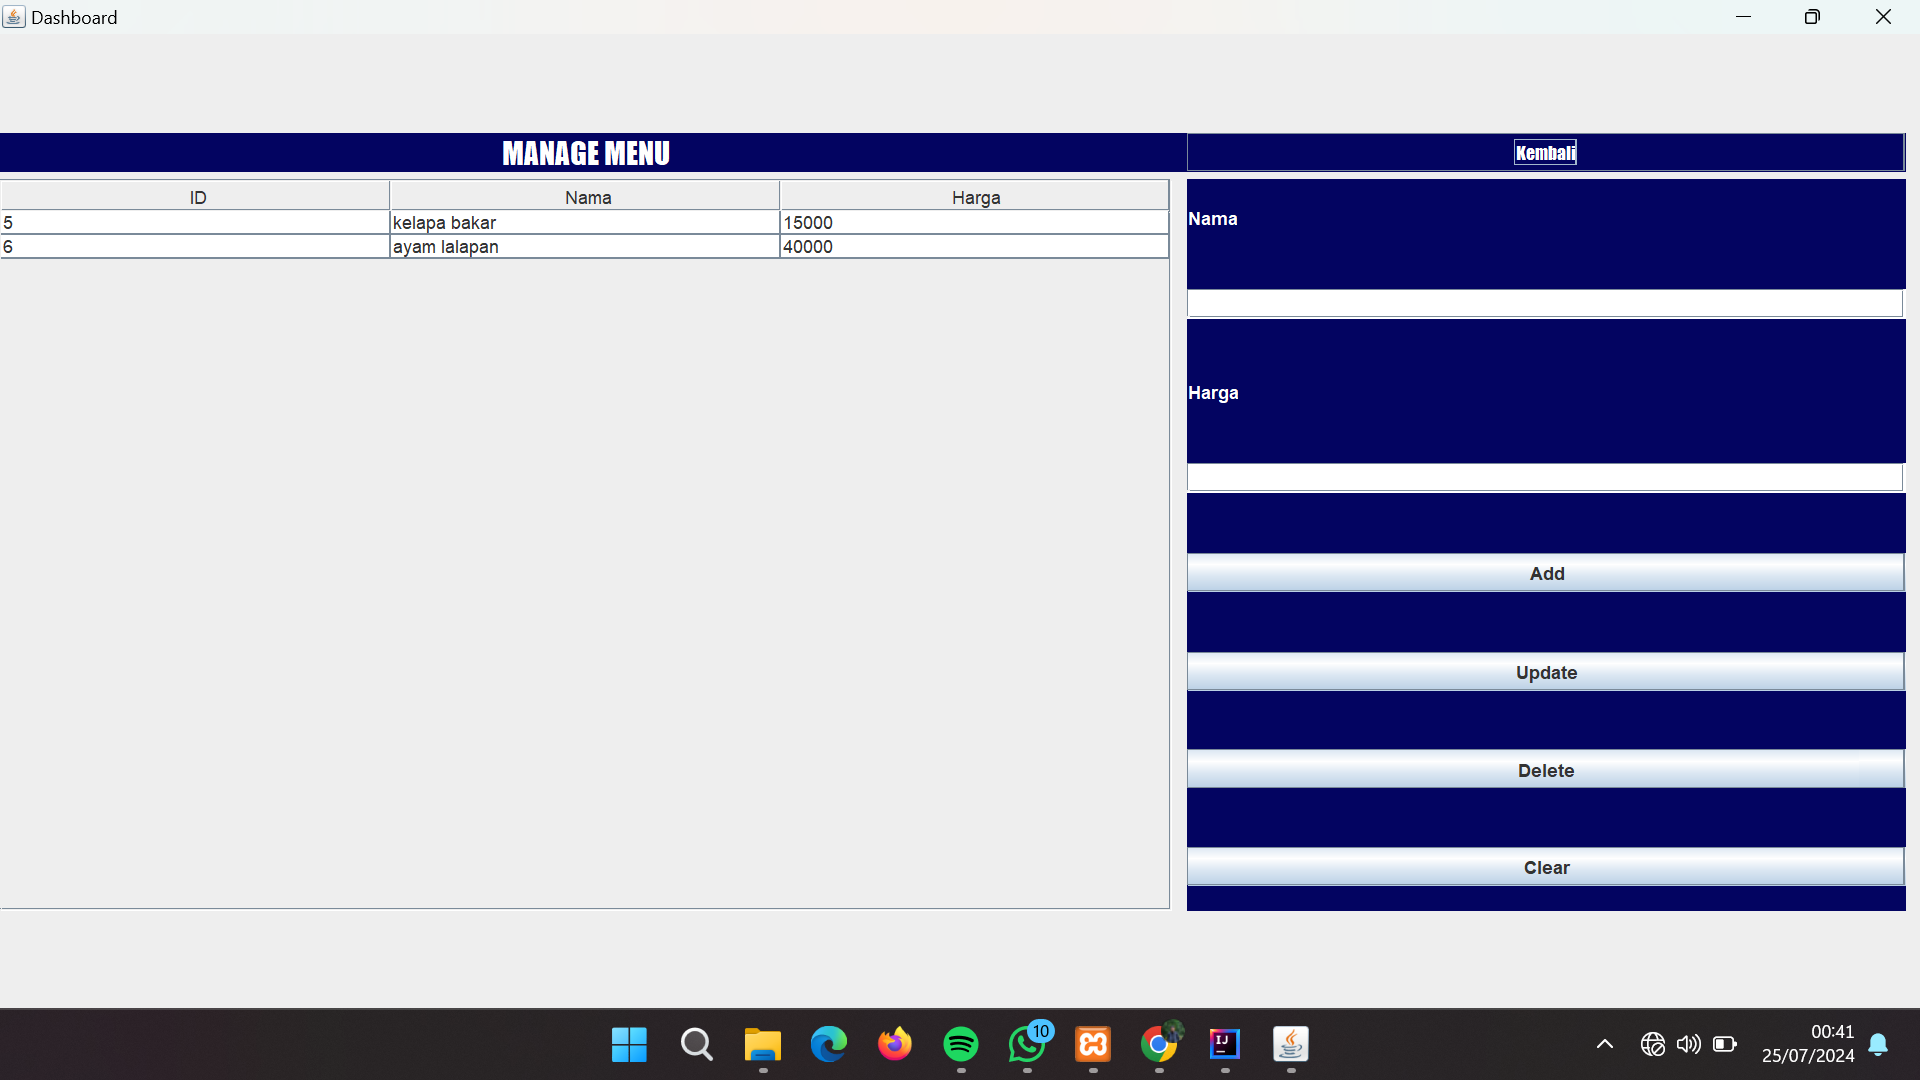 Dashboard
MANAGE MENU
Kembali
ID Nama Harga
5 kelapa bakar 15000
6 ayam lalapan 40000
Nama
Harga
Add
Update
Delete
Clear
10
IJ
00:41
25/07/2024